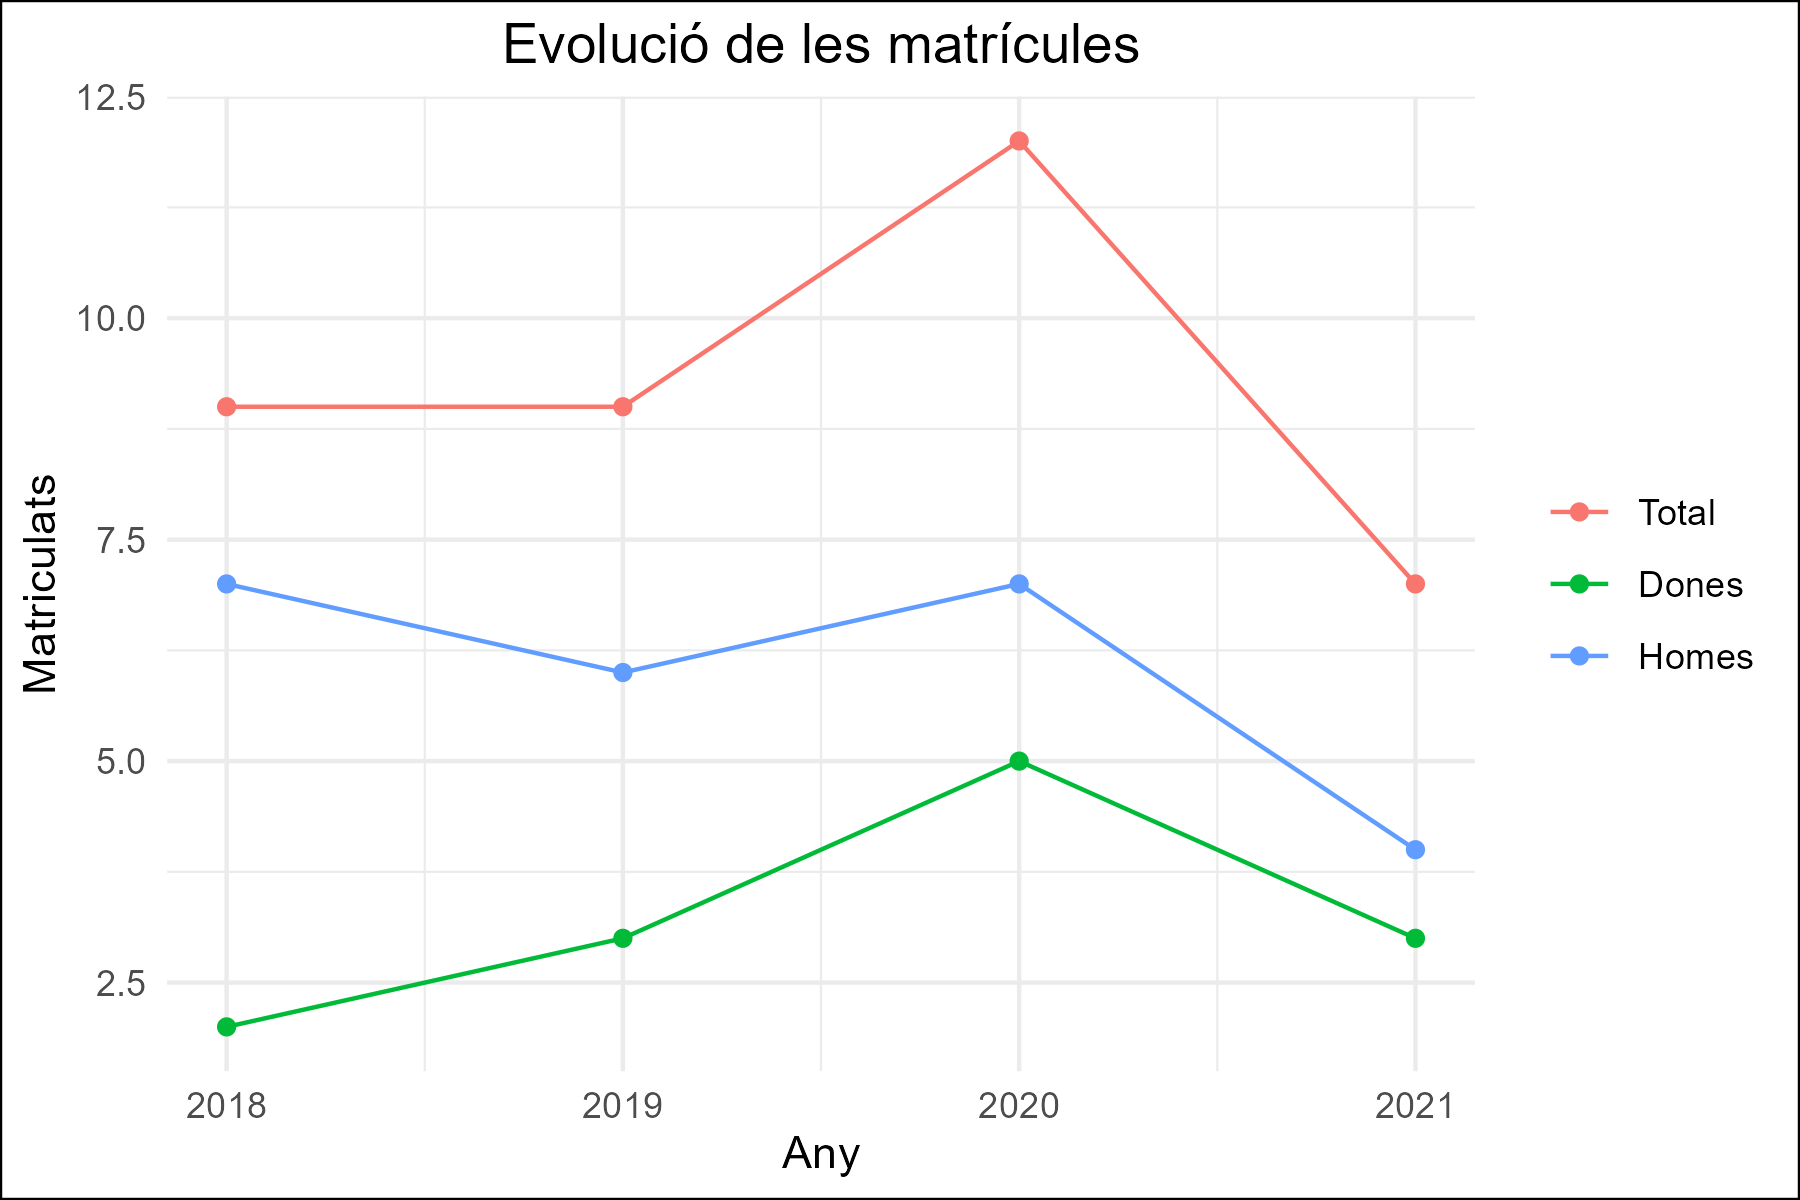 Evolució de les matrícules
12.5
10.0
7.5
5.0
2.5
Matriculats
2018
2019
2020
2021
Any
Total
Dones
Homes